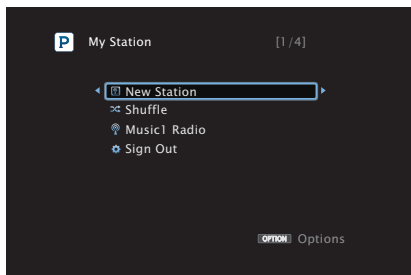 P My Station [1/4]
New Station
Shuffle
Music1 Radio
Sign Out
OPTION Options